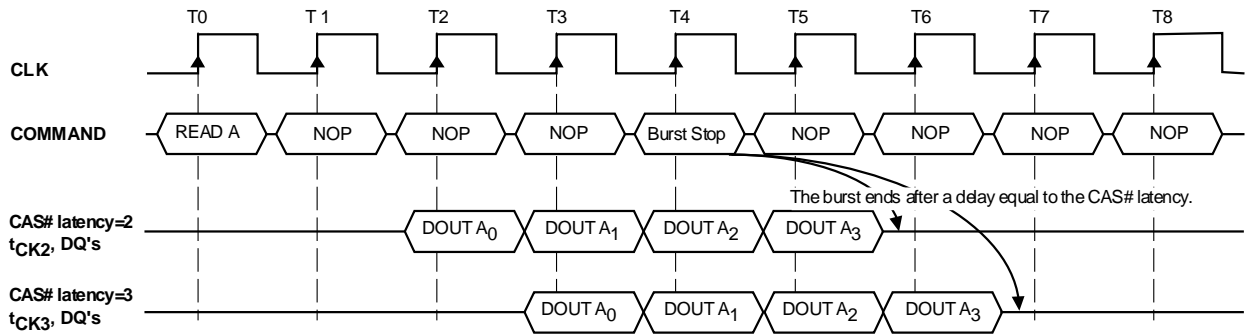 T0 T1 T2 T3 T4 T5 T6 T7 T8
CLK
COMMAND READ A NOP NOP NOP Burst Stop NOP NOP NOP NOP
The burst ends after a delay equal to the CAS# latency.
CAS# latency=2
tCK2, DQ's DOUT A0 DOUT A1 DOUT A2 DOUT A3
CAS# latency=3
tCK3, DQ's DOUT A0 DOUT A1 DOUT A2 DOUT A3